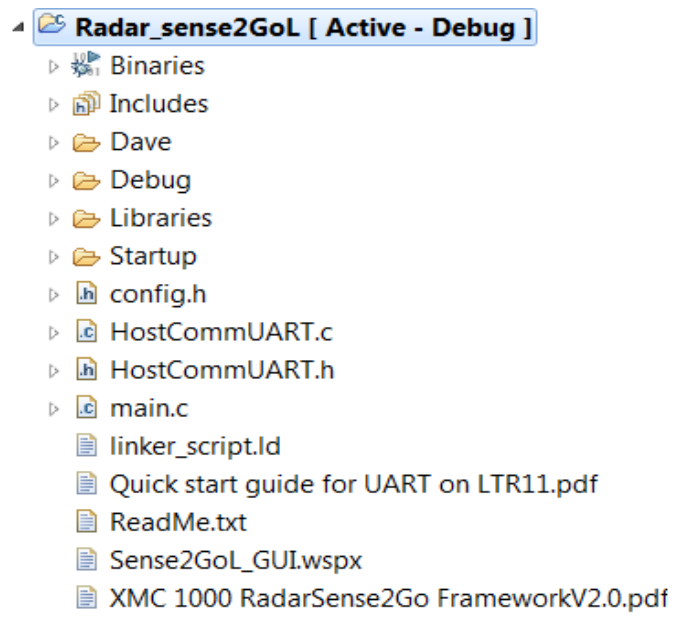 Radar_sense2GoL [ Active - Debug ]
Binaries
Includes
Dave
Debug
Libraries
Startup
config.h
HostCommUART.c
HostCommUART.h
main.c
linker_script.ld
Quick start guide for UART on LTR11.pdf
ReadMe.txt
Sense2GoL_GUI.wspx
XMC 1000 RadarSense2Go FrameworkV2.0.pdf